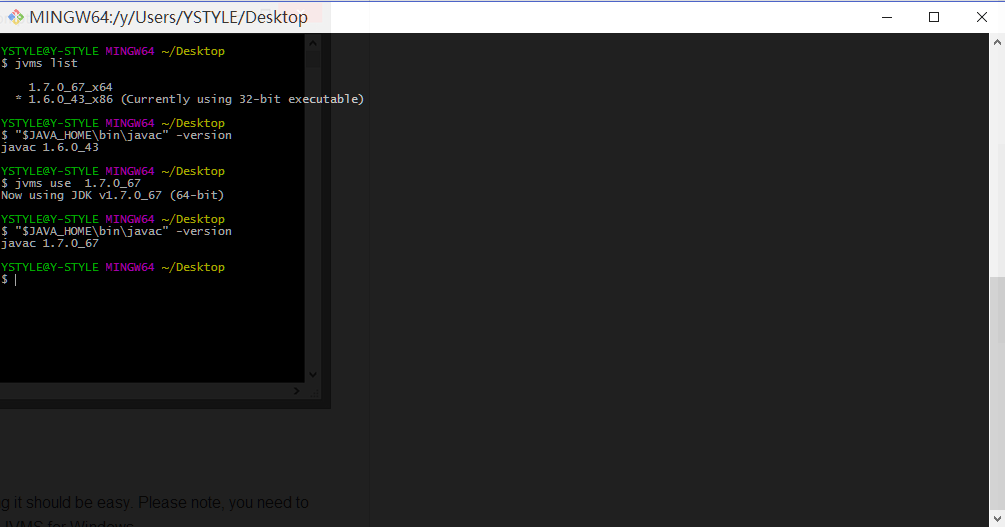 MINGW64:/y/Users/YSTYLE/Desktop
YSTYLE@Y-STYLE MINGW64 ~/Desktop
$ jvms list
1.7.0_67_x64
* 1.6.0_43_x86 (Currently using 32-bit executable)
YSTYLE@Y-STYLE MINGW64 ~/Desktop
$ "$JAVA_HOME\bin\javac" -version
javac 1.6.0_43
YSTYLE@Y-STYLE MINGW64 ~/Desktop
$ jvms use  1.7.0_67
Now using JDK v1.7.0_67 (64-bit)
YSTYLE@Y-STYLE MINGW64 ~/Desktop
$ "$JAVA_HOME\bin\javac" -version
javac 1.7.0_67
YSTYLE@Y-STYLE MINGW64 ~/Desktop
$
g it should be easy. Please note, you need to
JVMS for Windows